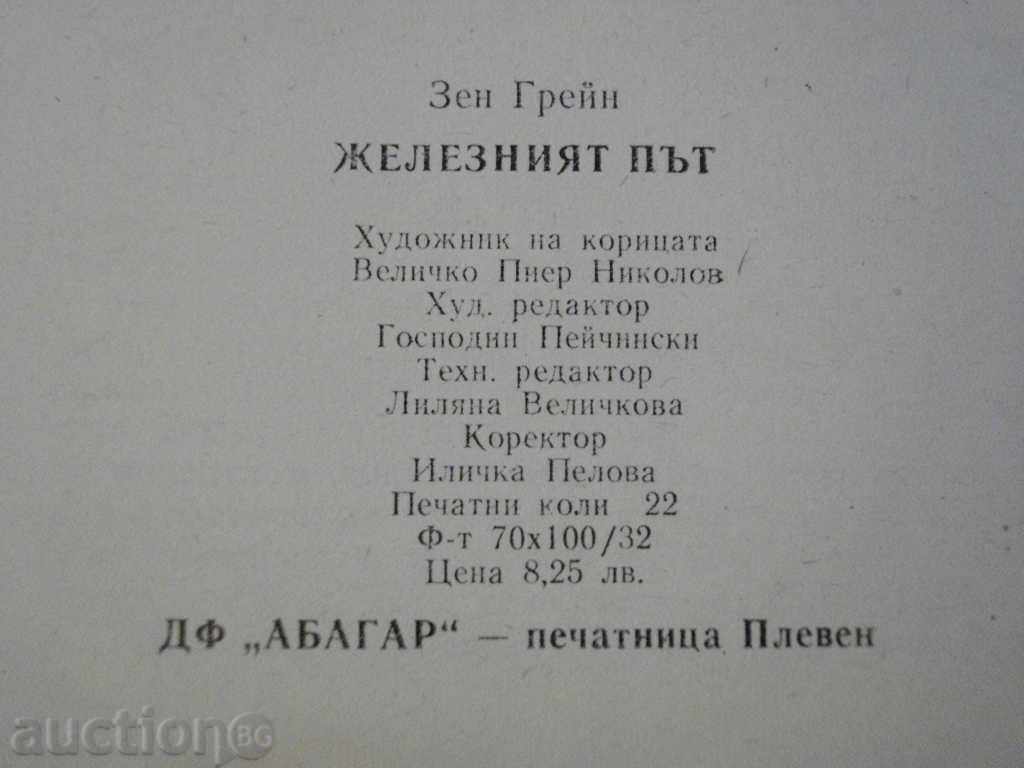 Зен Грейн
ЖЕЛЕЗНИЯТ ПЪТ
Художник на корицата
Величко Пиер Николов
Худ. редактор
Господин Пейчински
Техн. редактор
Лиляна Величкова
Коректор
Иличка Пелова
Печатни коли 22
Ф-т 70x100/32
Цена 8,25 лв.
ДФ „АБАГАР“ — печатница Плевен
auction BG